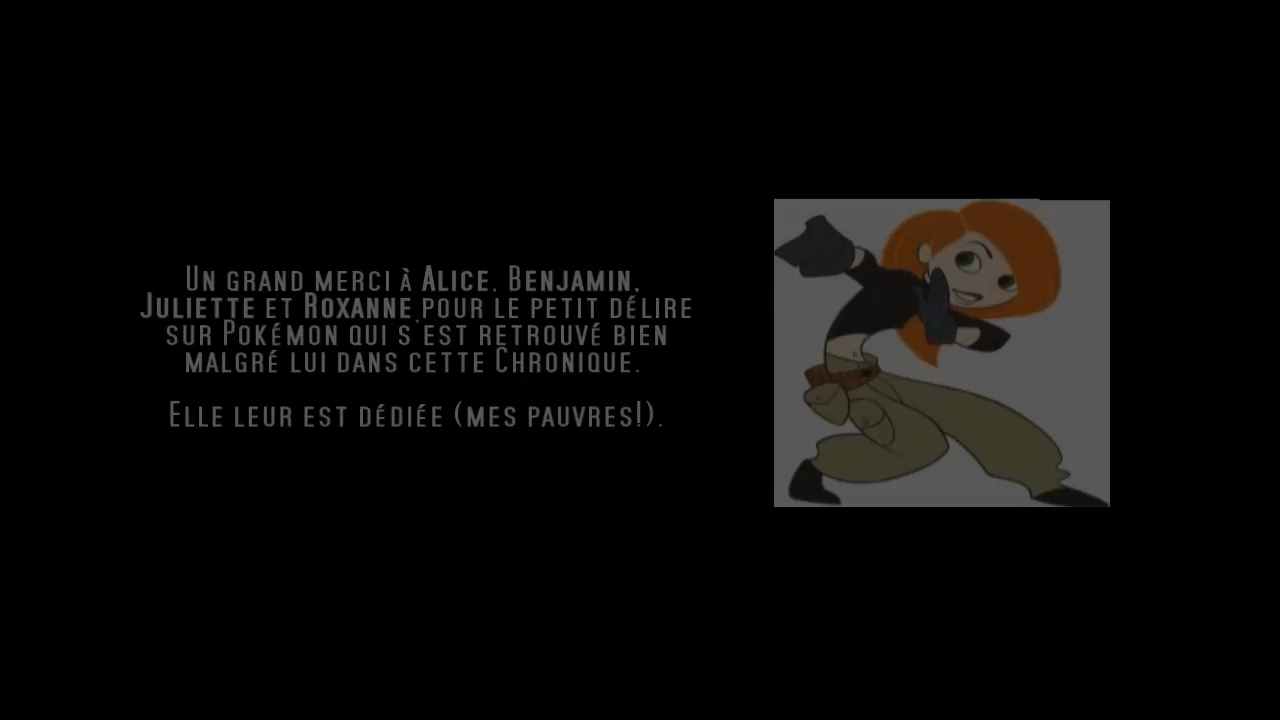 Un grand merci à Alice, Benjamin,
Juliette et Roxanne pour le petit délire
sur Pokémon qui s'est retrouvé bien
malgré lui dans cette Chronique.
Elle leur est dédiée (mes pauvres!).